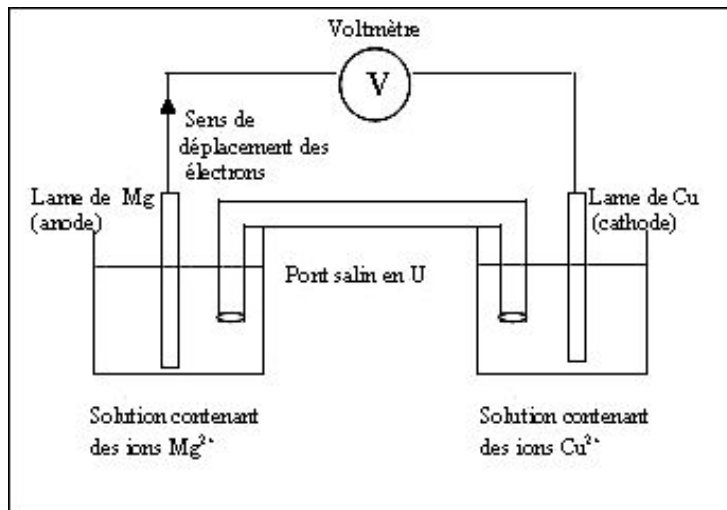 Voltmètre
V
Sens de
déplacement des
électrons
Lame de Mg
(anode)
Lame de Cu
(cathode)
Pont salin en U
Solution contenant
des ions Mg²⁺
Solution contenant
des ions Cu²⁺